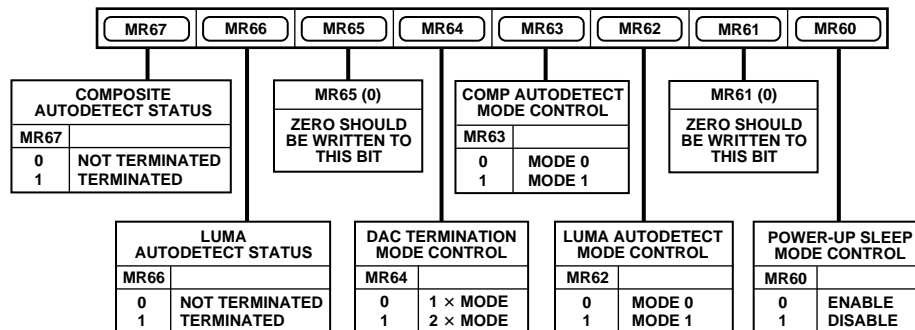 MR67 MR66 MR65 MR64 MR63 MR62 MR61 MR60
COMPOSITE
AUTODETECT STATUS
MR67
0 NOT TERMINATED
1 TERMINATED
MR65 (0)
ZERO SHOULD
BE WRITTEN TO
THIS BIT
COMP AUTODETECT
MODE CONTROL
MR63
0 MODE 0
1 MODE 1
MR61 (0)
ZERO SHOULD
BE WRITTEN TO
THIS BIT
LUMA
AUTODETECT STATUS
MR66
0 NOT TERMINATED
1 TERMINATED
DAC TERMINATION
MODE CONTROL
MR64
0 1 × MODE
1 2 × MODE
LUMA AUTODETECT
MODE CONTROL
MR62
0 MODE 0
1 MODE 1
POWER-UP SLEEP
MODE CONTROL
MR60
0 ENABLE
1 DISABLE